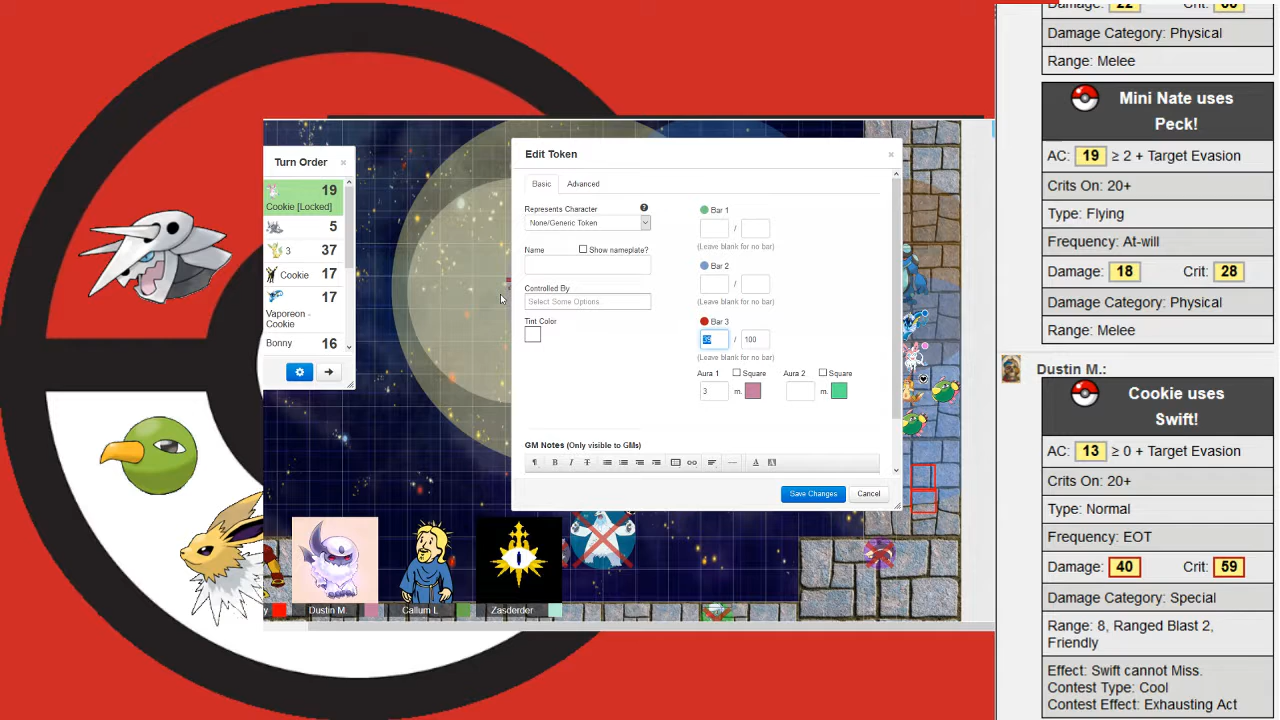 Turn Order
19
Cookie [Locked]
5
3 37
Cookie 17
17
Vaporeon -
Cookie
Bonny 16
Edit Token
Basic Advanced
Represents Character
None/Generic Token
Name Show nameplate?
Controlled By
Select Some Options
Tint Color
Bar 1
/
(Leave blank for no bar)
Bar 2
/
(Leave blank for no bar)
Bar 3
/ 100
(Leave blank for no bar)
Aura 1 Square Aura 2 Square
3 m. m.
GM Notes (Only visible to GMs)
Save Changes Cancel
Dustin M.
Callum L
Zasderder
Damage: 22 Crit:
Damage Category: Physical
Range: Melee
Mini Nate uses
Peck!
AC: 19 ≥ 2 + Target Evasion
Crits On: 20+
Type: Flying
Frequency: At-will
Damage: 18 Crit: 28
Damage Category: Physical
Range: Melee
Dustin M.:
Cookie uses
Swift!
AC: 13 ≥ 0 + Target Evasion
Crits On: 20+
Type: Normal
Frequency: EOT
Damage: 40 Crit: 59
Damage Category: Special
Range: 8, Ranged Blast 2,
Friendly
Effect: Swift cannot Miss.
Contest Type: Cool
Contest Effect: Exhausting Act